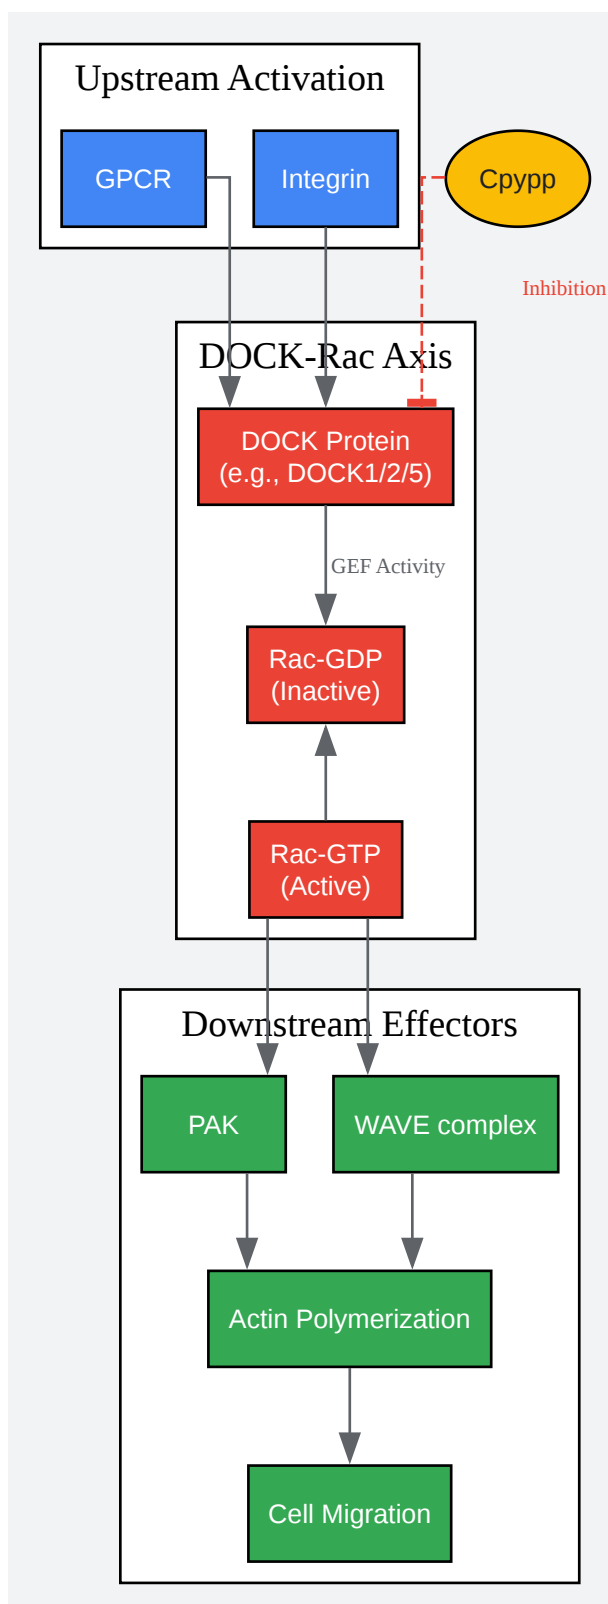 Upstream Activation
GPCR
Integrin
Cpypp
Inhibition
DOCK-Rac Axis
DOCK Protein
(e.g., DOCK1/2/5)
GEF Activity
Rac-GDP
(Inactive)
Rac-GTP
(Active)
Downstream Effectors
PAK
WAVE complex
Actin Polymerization
Cell Migration